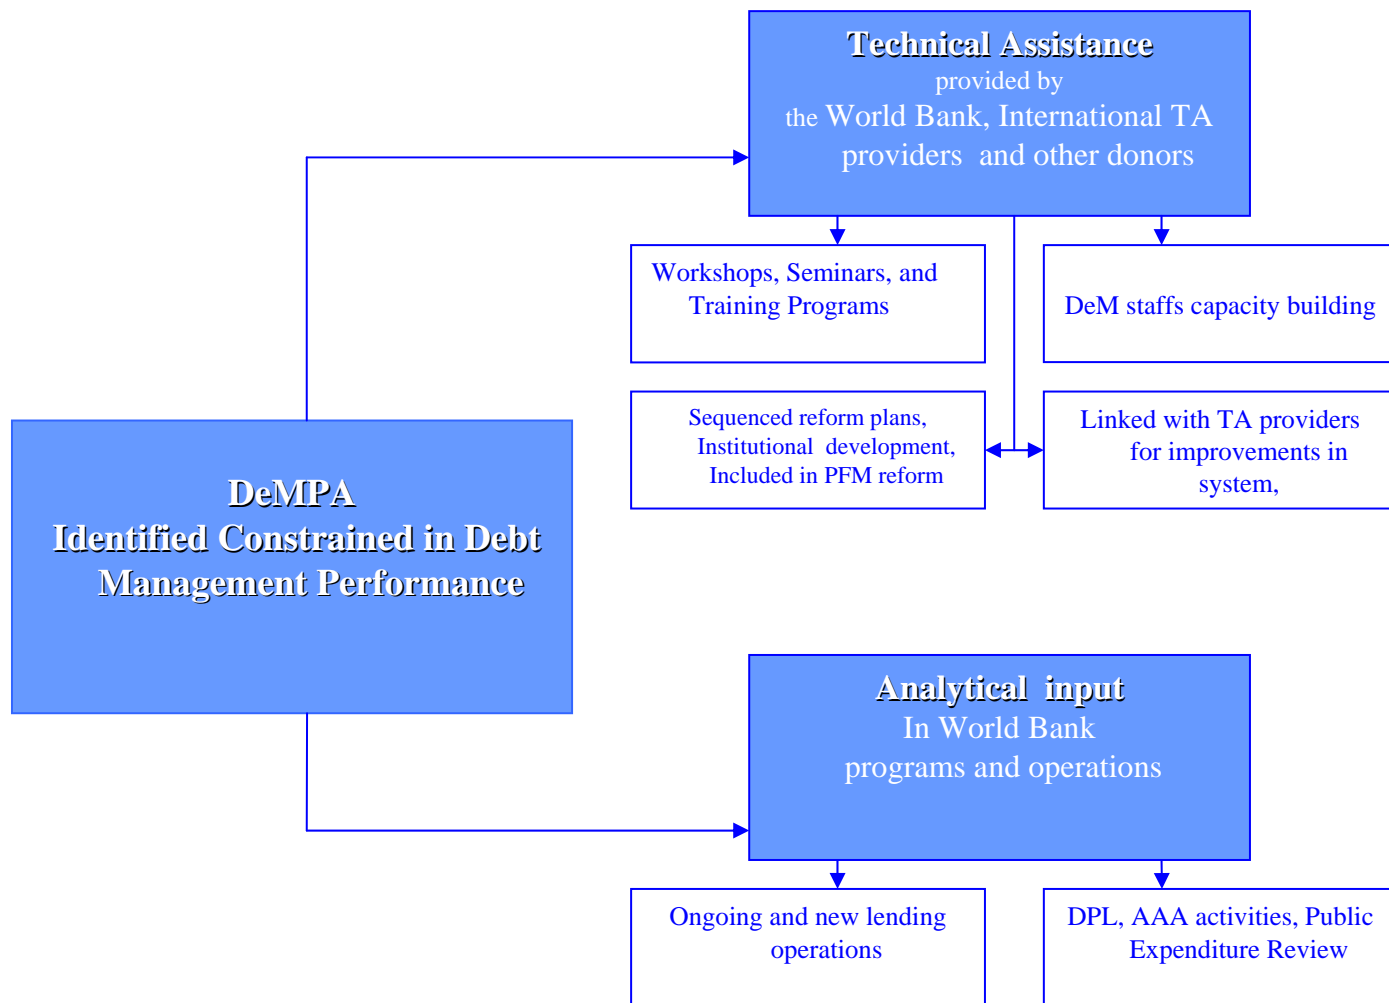 Technical Assistance
provided by
the World Bank, International TA
providers and other donors
Workshops, Seminars, and
Training Programs
DeM staffs capacity building
Sequenced reform plans,
Institutional development,
Included in PFM reform
Linked with TA providers
for improvements in
system,
DeMPA
Identified Constrained in Debt
Management Performance
Analytical input
In World Bank
programs and operations
Ongoing and new lending
operations
DPL, AAA activities, Public
Expenditure Review